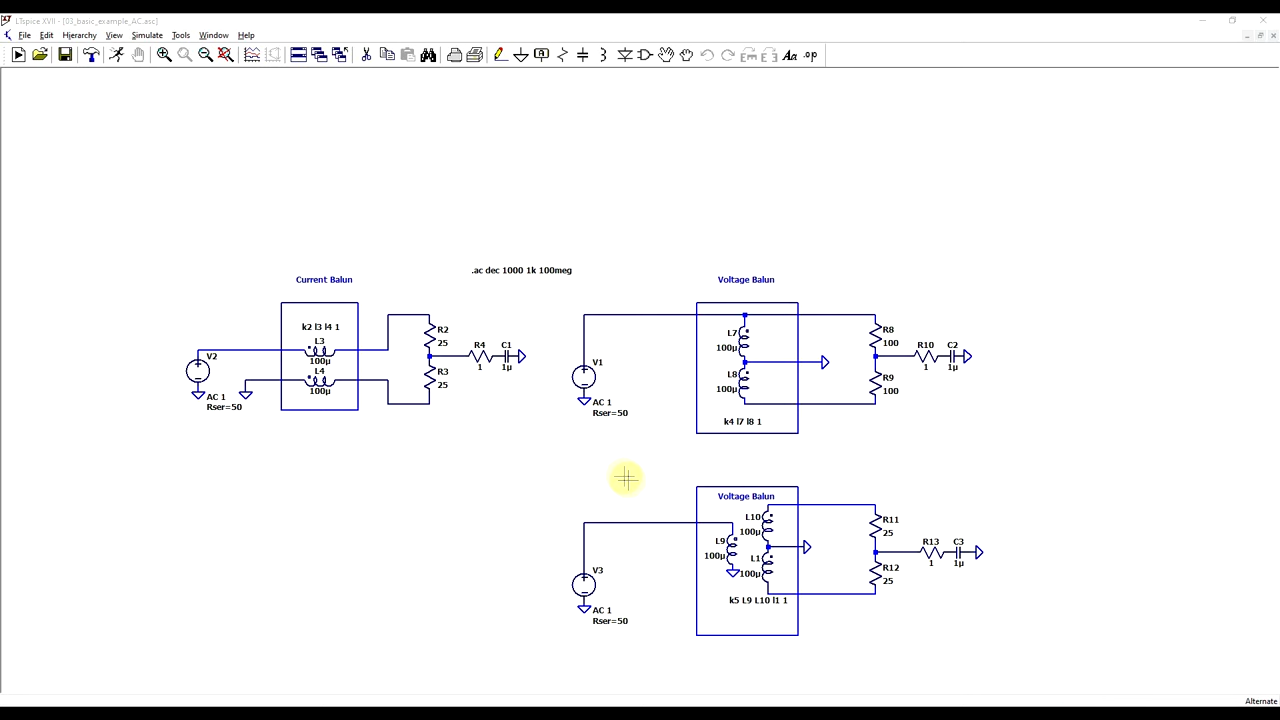 LTspice XVII - [03_basic_example_AC.asc]
File Edit Hierarchy View Simulate Tools Window Help
.ac dec 1000 1k 100meg
Current Balun
k2 l3 l4 1
L3
100µ
L4
100µ
V2
AC 1
Rser=50
R2
25
R3
25
R4
1
C1
1µ
Voltage Balun
L7
100µ
L8
100µ
k4 l7 l8 1
V1
AC 1
Rser=50
R8
100
R9
100
R10
1
C2
1µ
Voltage Balun
L10
100µ
L9
100µ
L1
100µ
k5 L9 L10 l1 1
V3
AC 1
Rser=50
R11
25
R12
25
R13
1
C3
1µ
Alternate